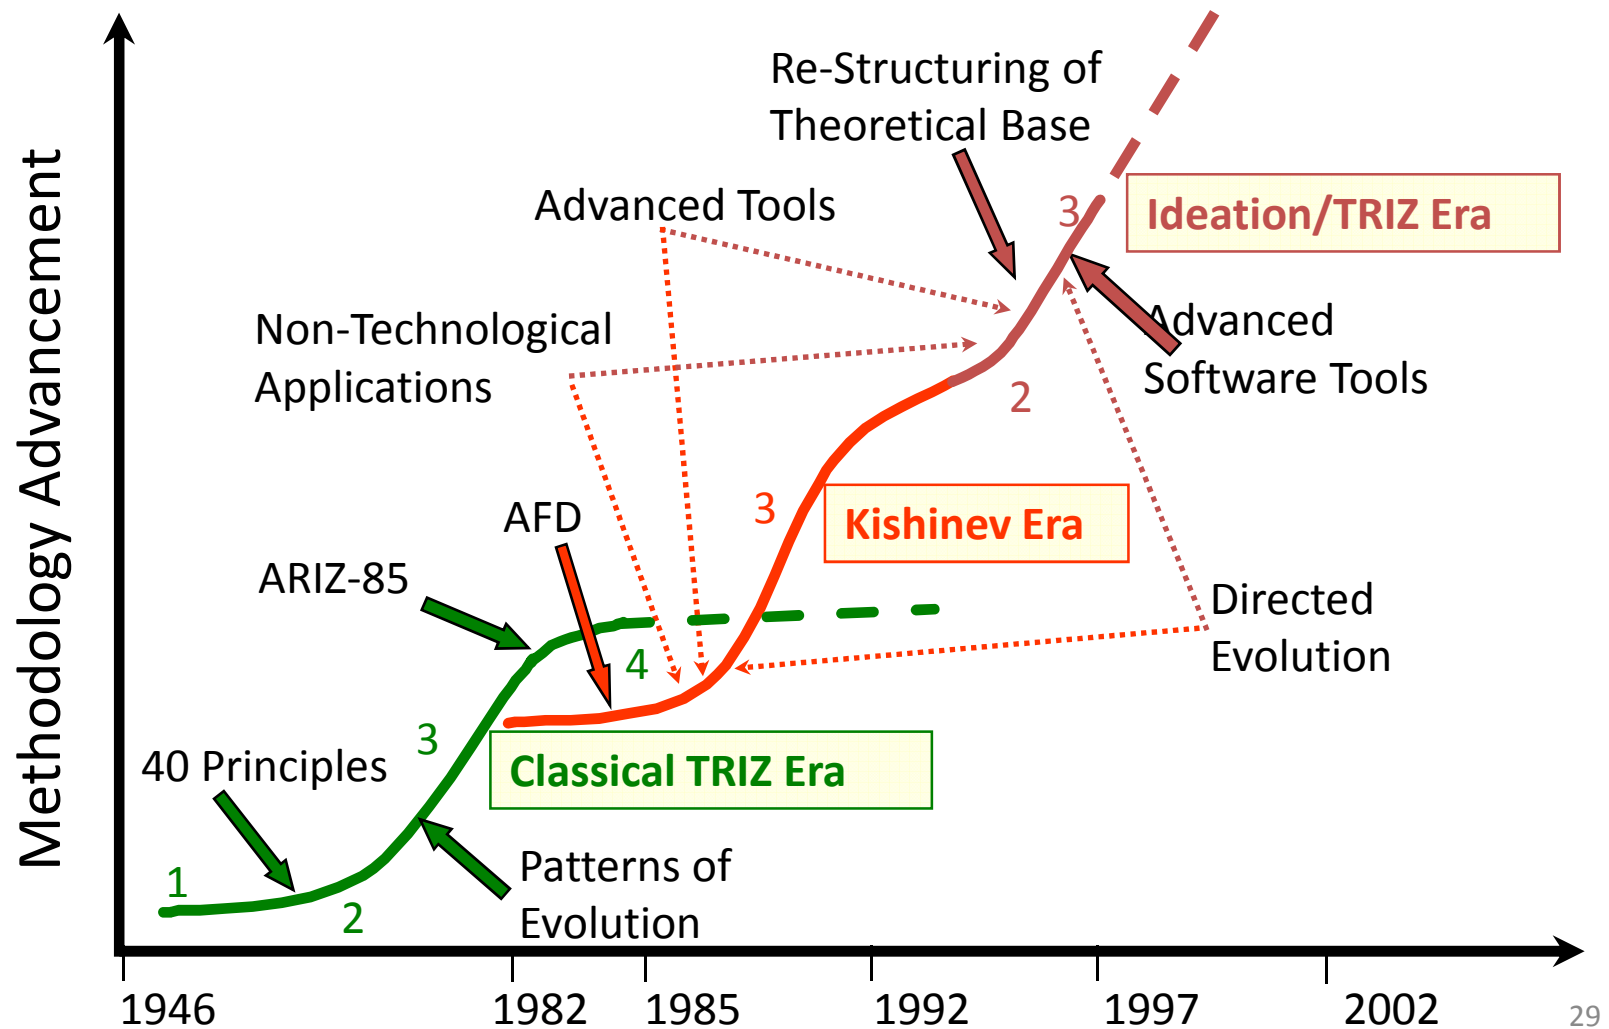 Re-Structuring of
Theoretical Base
Advanced Tools
3
Ideation/TRIZ Era
Non-Technological
Applications
Advanced
Software Tools
2
AFD
3
Kishinev Era
ARIZ-85
Directed
Evolution
4
3
40 Principles
Classical TRIZ Era
Patterns of
Evolution
1
2
Methodology Advancement
1946
1982
1985
1992
1997
2002
29